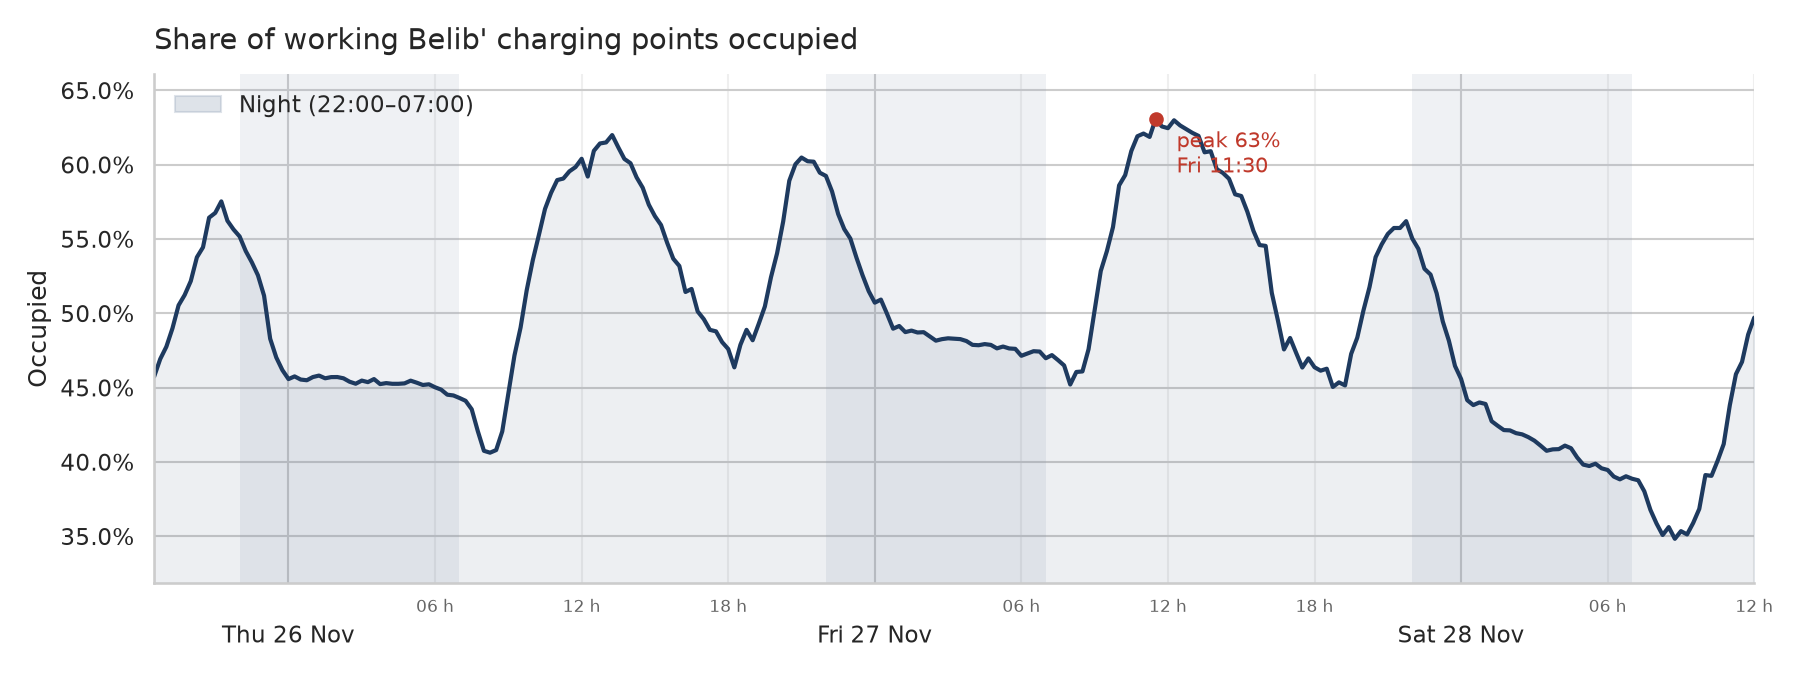 Share of working Belib' charging points occupied
Night (22:00–07:00)
65.0%
60.0%
55.0%
50.0%
45.0%
40.0%
35.0%
Occupied
peak 63%
Fri 11:30
06 h
12 h
18 h
06 h
12 h
18 h
06 h
12 h
Thu 26 Nov
Fri 27 Nov
Sat 28 Nov